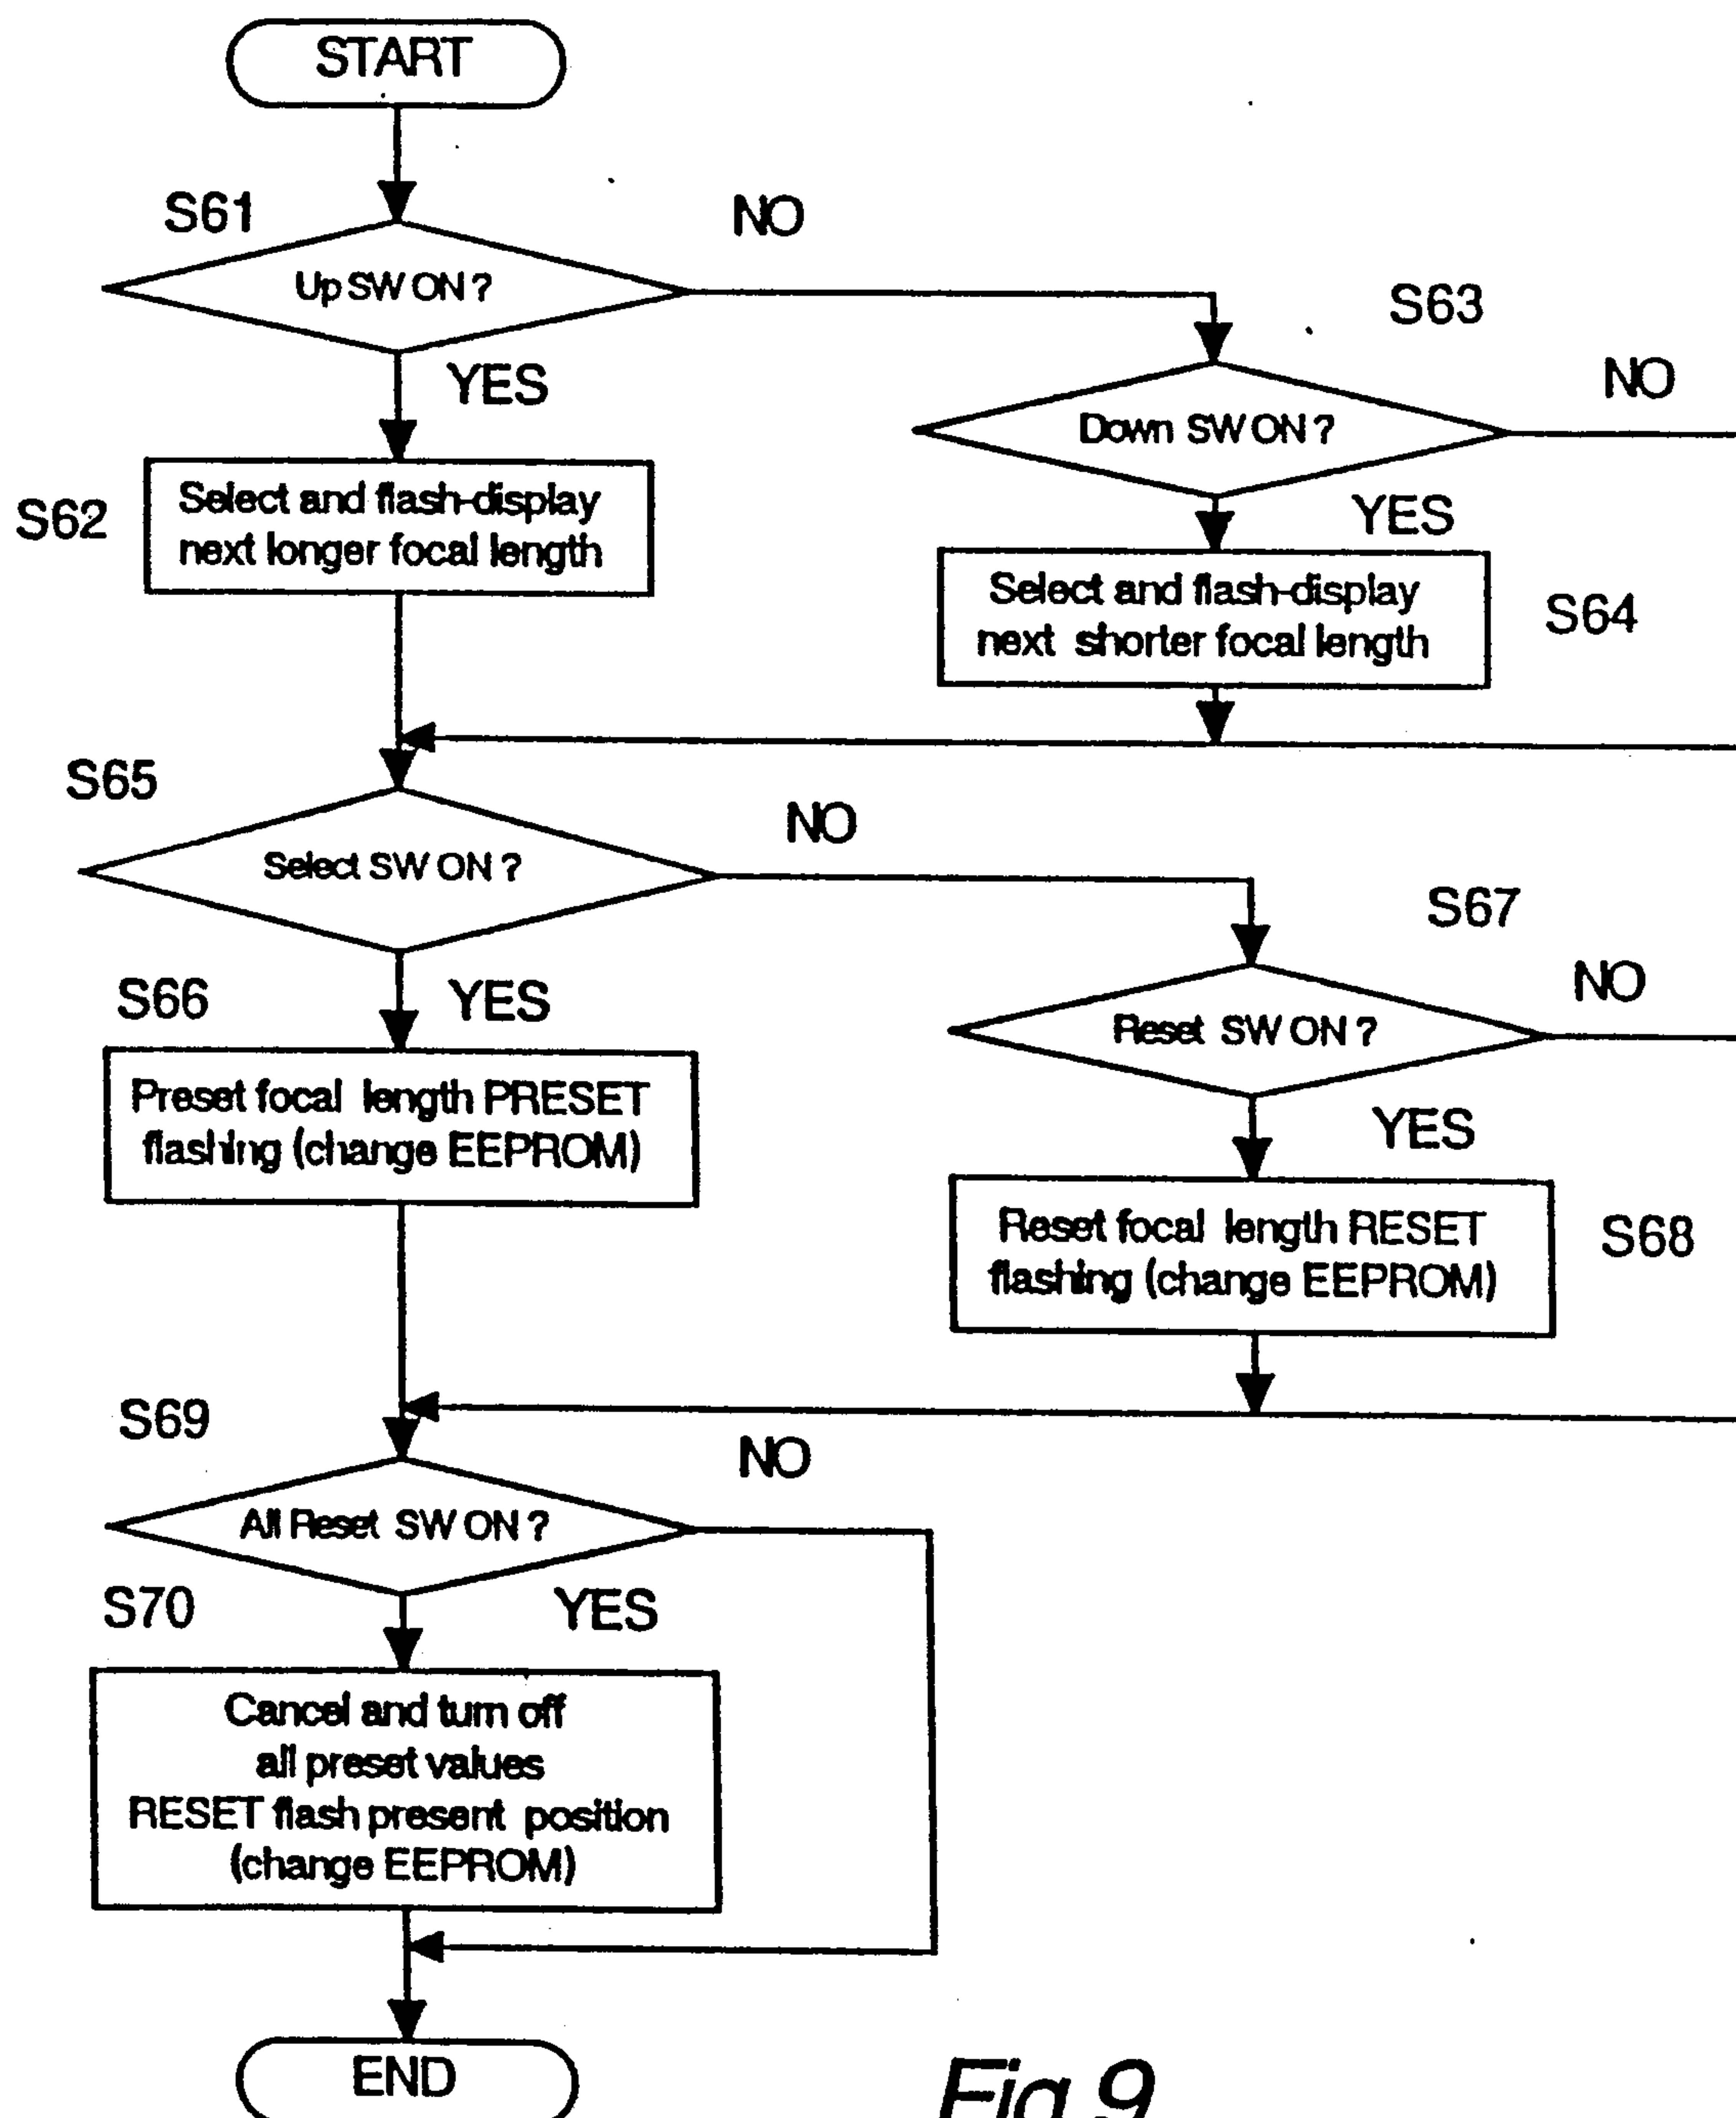 START
S61
NO
Up SW ON ?
S63
YES
NO
Down SW ON ?
S62
Select and flash-display
next longer focal length
YES
Select and flash-display
next shorter focal length
S64
S65
NO
Select SW ON ?
S67
S66
YES
NO
Reset SW ON ?
Preset focal length PRESET
flashing (change EEPROM)
YES
Reset focal length RESET
flashing (change EEPROM)
S68
S69
NO
All Reset SW ON ?
S70
YES
Cancel and turn off
all preset values
RESET flash present position
(change EEPROM)
END
Fig.9